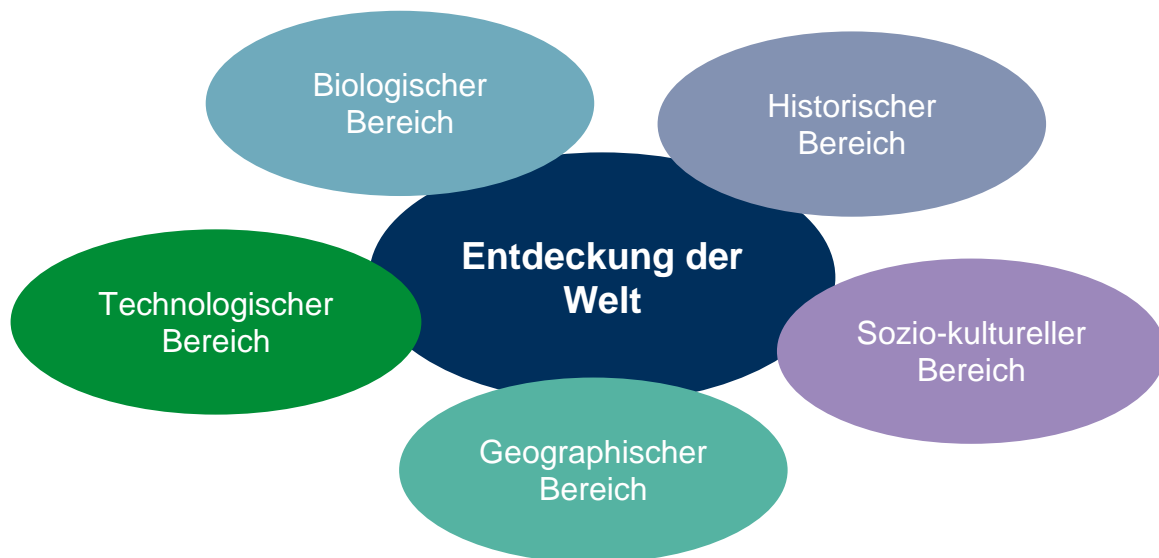 Biologischer
Bereich
Historischer
Bereich
Entdeckung der
Welt
Technologischer
Bereich
Sozio-kultureller
Bereich
Geographischer
Bereich